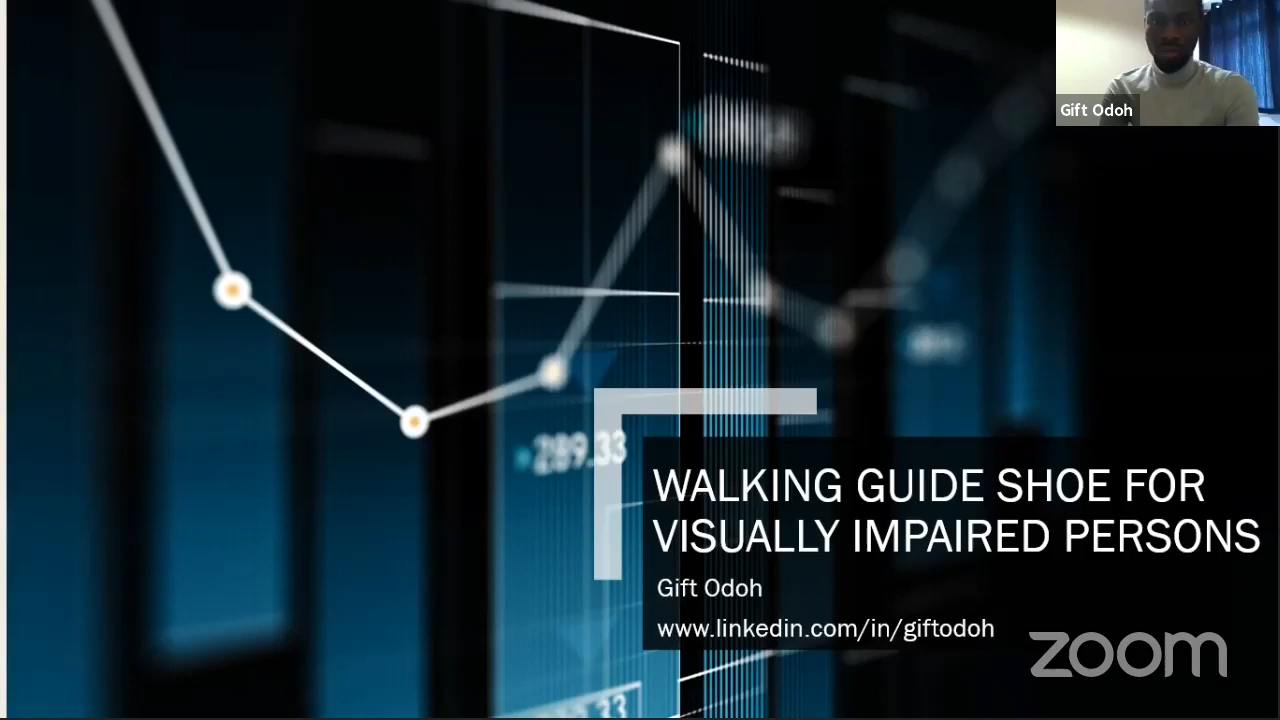 Gift Odoh
289.33
WALKING GUIDE SHOE FOR
VISUALLY IMPAIRED PERSONS
Gift Odoh
www.linkedin.com/in/giftodoh
zoom